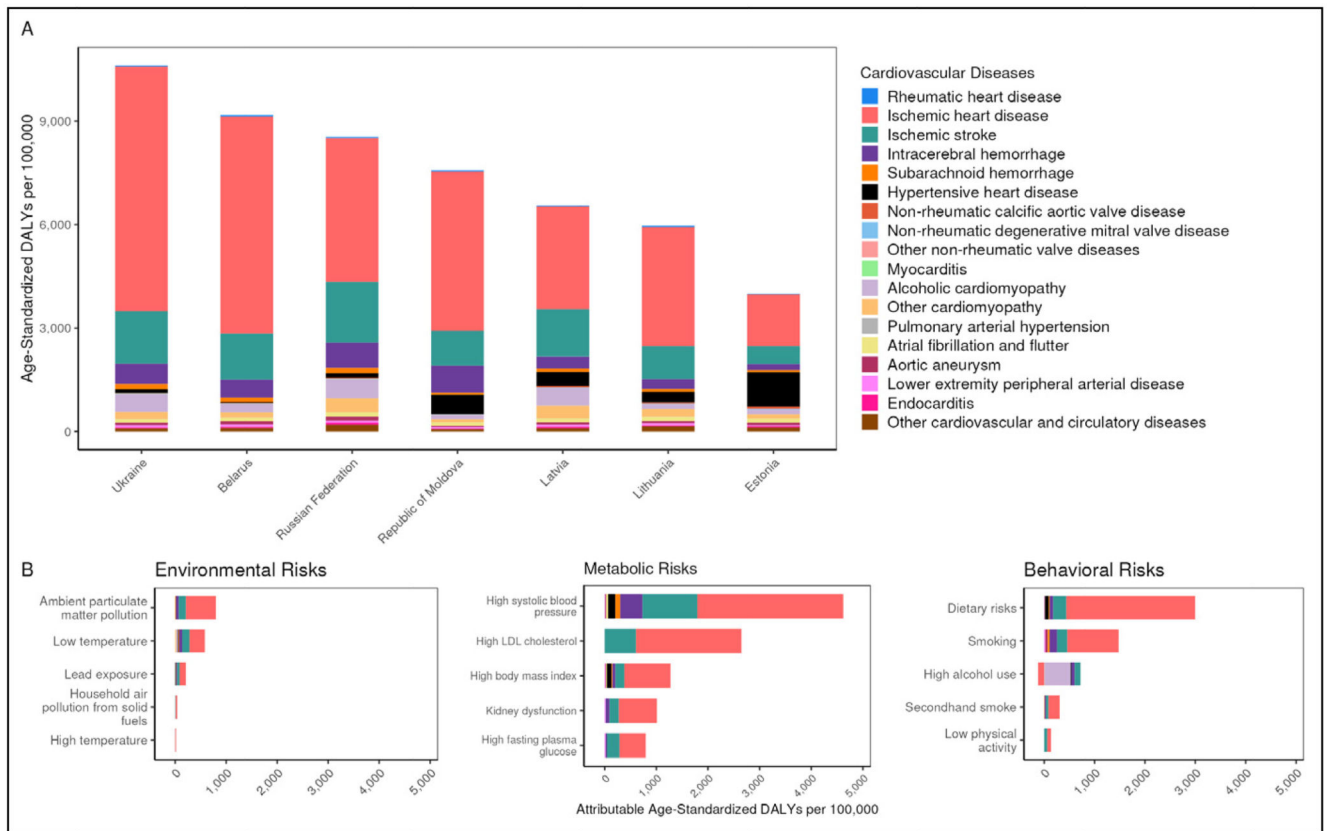 A
Age-Standardized DALYs per 100,000
9,000
6,000
3,000
0
Ukraine
Belarus
Russian Federation
Republic of Moldova
Latvia
Lithuania
Estonia
Cardiovascular Diseases
Rheumatic heart disease
Ischemic heart disease
Ischemic stroke
Intracerebral hemorrhage
Subarachnoid hemorrhage
Hypertensive heart disease
Non-rheumatic calcific aortic valve disease
Non-rheumatic degenerative mitral valve disease
Other non-rheumatic valve diseases
Myocarditis
Alcoholic cardiomyopathy
Other cardiomyopathy
Pulmonary arterial hypertension
Atrial fibrillation and flutter
Aortic aneurysm
Lower extremity peripheral arterial disease
Endocarditis
Other cardiovascular and circulatory diseases
B
Environmental Risks
Ambient particulate
matter pollution
Low temperature
Lead exposure
Household air
pollution from solid
fuels
High temperature
0
1,000
2,000
3,000
4,000
5,000
Metabolic Risks
High systolic blood
pressure
High LDL cholesterol
High body mass index
Kidney dysfunction
High fasting plasma
glucose
0
1,000
2,000
3,000
4,000
5,000
Attributable Age-Standardized DALYs per 100,000
Behavioral Risks
Dietary risks
Smoking
High alcohol use
Secondhand smoke
Low physical
activity
0
1,000
2,000
3,000
4,000
5,000